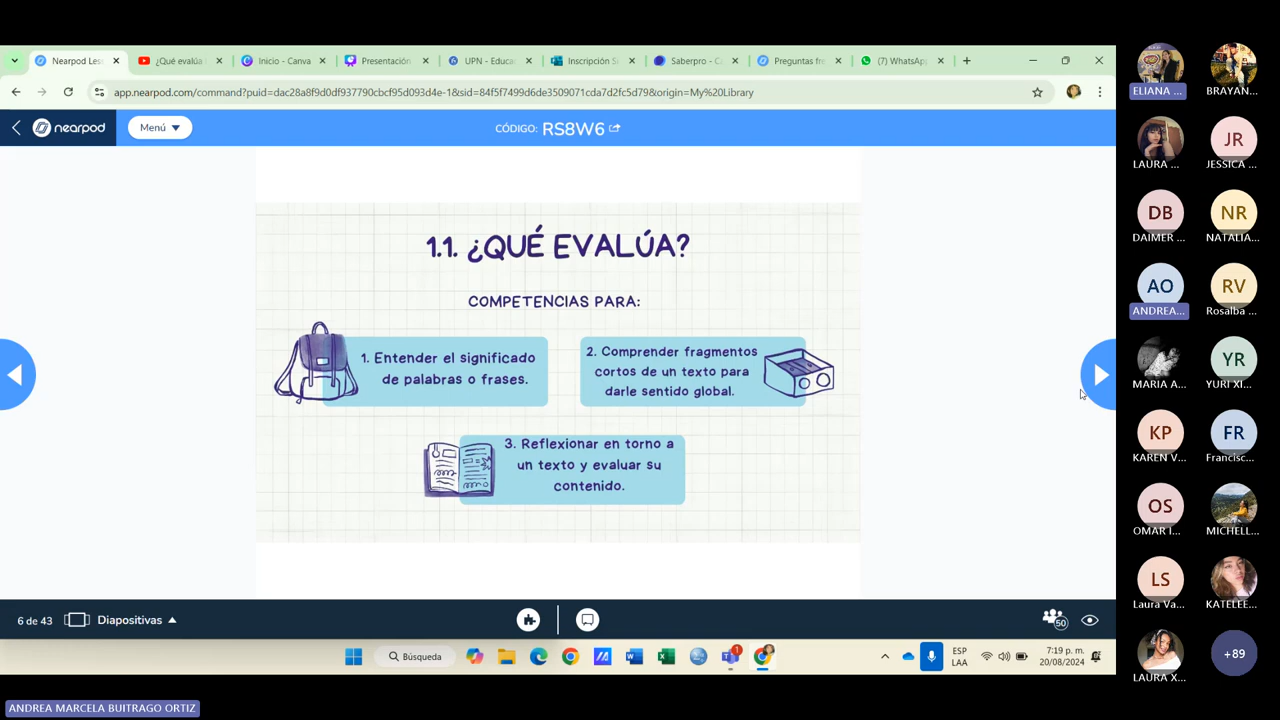 Nearpod Les
¿Qué evalúa
Inicio - Canva
Presentación
UPN - Educa
Inscripción S
Saberpro - C
Preguntas fre
(7) WhatsApp
app.nearpod.com/command?puid=dac28a8f9d0df937790cbcf95d093d4e-1&sid=84f5f7499d6de3509071cda7d2fc5d79&origin=My%20Library
nearpod
Menú
CÓDIGO: RS8W6
1.1. ¿QUÉ EVALÚA?
COMPETENCIAS PARA:
1. Entender el significado
de palabras o frases.
2. Comprender fragmentos
cortos de un texto para
darle sentido global.
3. Reflexionar en torno a
un texto y evaluar su
contenido.
6 de 43
Diapositivas
50
Búsqueda
1
ESP
LAA
7:19 p. m.
20/08/2024
ELIANA ...
BRAYAN...
LAURA ...
JR
JESSICA ...
DB
DAIMER ...
NR
NATALIA...
AO
ANDREA...
RV
Rosalba ...
MARIA A...
YR
YURI XI...
KP
KAREN V...
FR
Francisc...
OS
OMAR I...
MICHELL...
LS
Laura Va...
KATELEE...
LAURA X...
+89
ANDREA MARCELA BUITRAGO ORTIZ